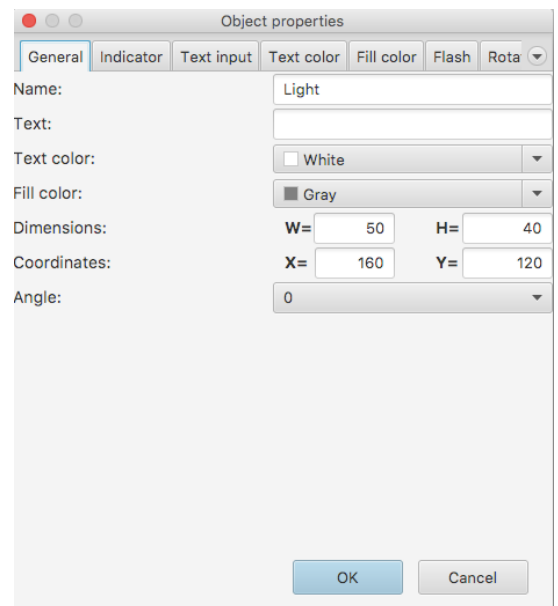 Object properties
General Indicator Text input Text color Fill color Flash Rota
Name: Light
Text:
Text color: White
Fill color: Gray
Dimensions: W= 50 H= 40
Coordinates: X= 160 Y= 120
Angle: 0
OK Cancel